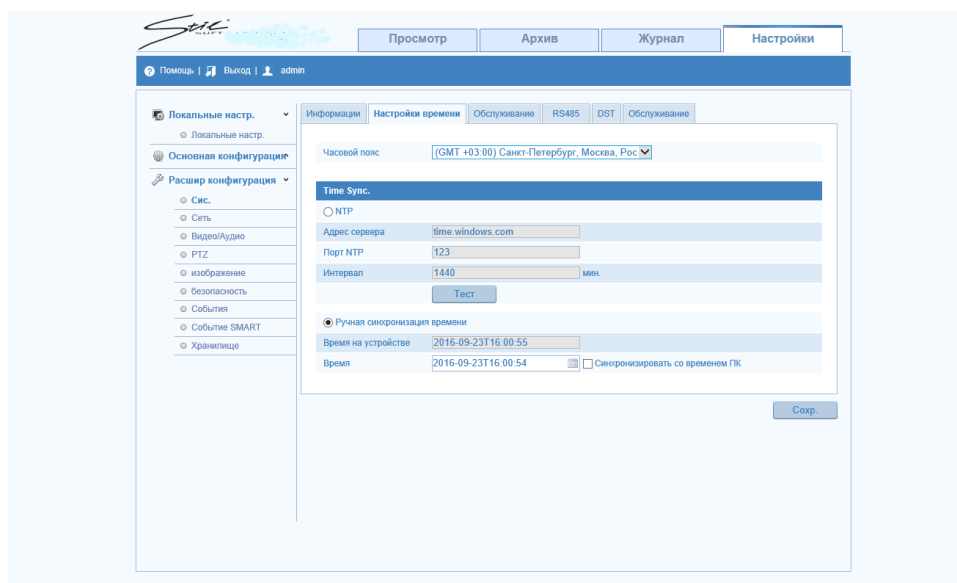 Stil
SOFT
Просмотр
Архив
Журнал
Настройки
Помощь | Выход | admin
Локальные настр.
Локальные настр.
Основная конфигурация
Расшир конфигурация
Сис.
Сеть
Видео/Аудио
PTZ
изображение
безопасность
События
Событие SMART
Хранилище
Информации
Настройки времени
Обслуживание
RS485
DST
Обслуживание
Часовой пояс (GMT +03:00) Санкт-Петербург, Москва, Рос
Time Sync.
NTP
Адрес сервера time.windows.com
Порт NTP 123
Интервал 1440 мин.
Тест
Ручная синхронизация времени
Время на устройстве 2016-09-23T16:00:55
Время 2016-09-23T16:00:54 Синхронизировать со временем ПК
Сохр.